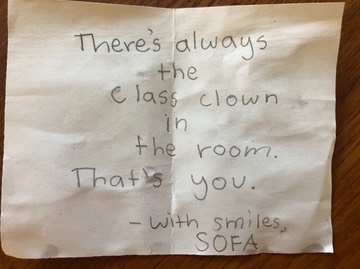 There's always
the
class clown
in
the room.
That's you.
- with smiles,
SOFA